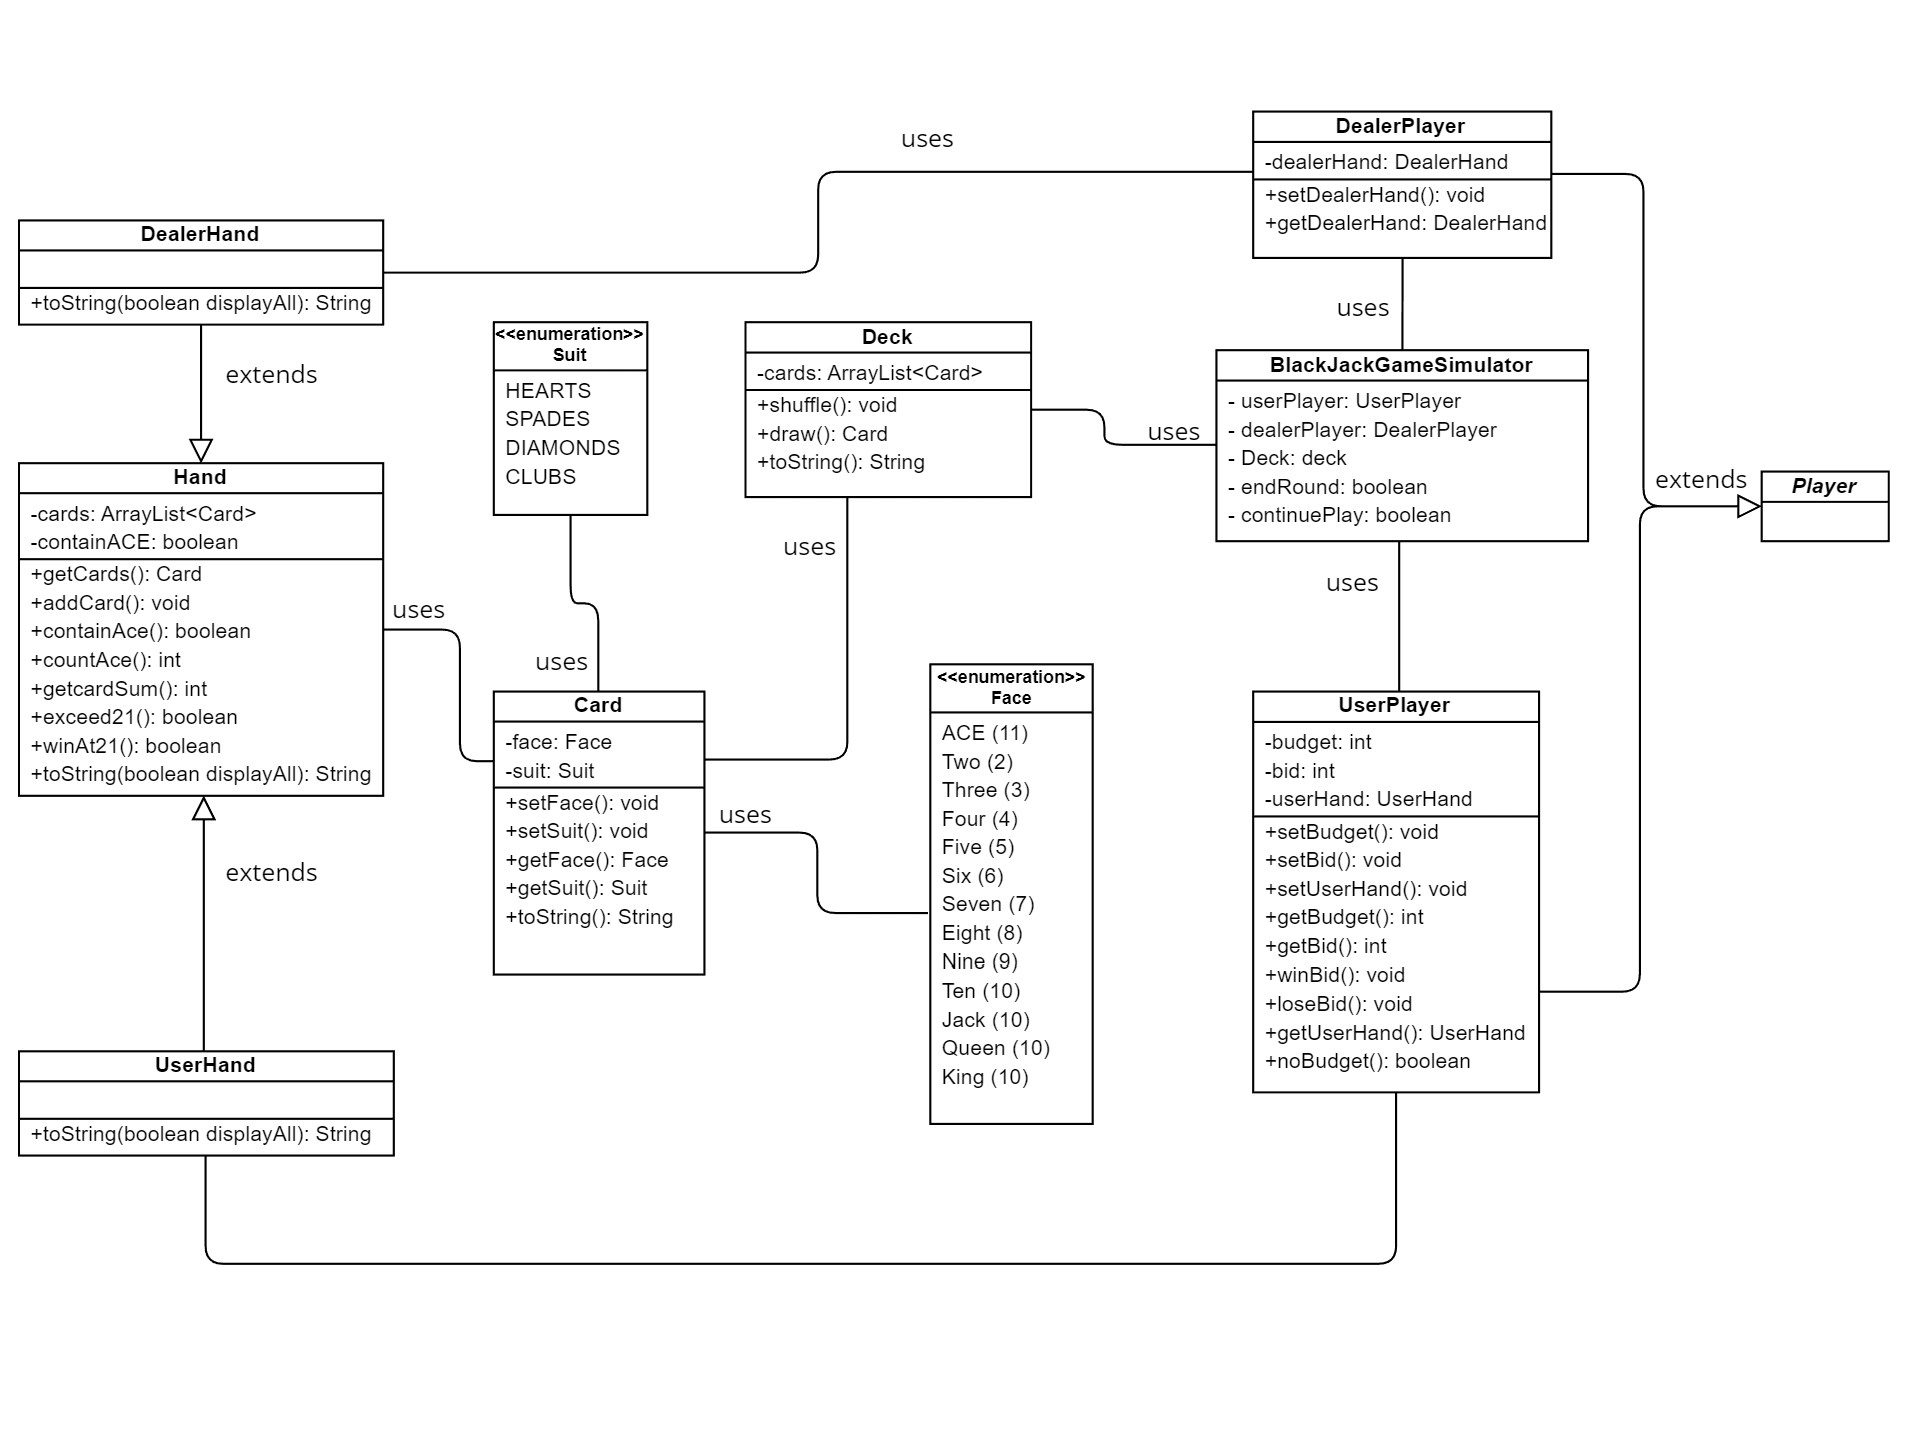 uses
DealerPlayer
-dealerHand: DealerHand
+setDealerHand(): void
+getDealerHand: DealerHand
DealerHand
+toString(boolean displayAll): String
extends
<<enumeration>>
Suit
HEARTS
SPADES
DIAMONDS
CLUBS
Deck
-cards: ArrayList<Card>
+shuffle(): void
+draw(): Card
+toString(): String
uses
uses
BlackJackGameSimulator
- userPlayer: UserPlayer
- dealerPlayer: DealerPlayer
- Deck: deck
- endRound: boolean
- continuePlay: boolean
extends
Player
Hand
-cards: ArrayList<Card>
-containACE: boolean
+getCards(): Card
+addCard(): void
+containAce(): boolean
+countAce(): int
+getcardSum(): int
+exceed21(): boolean
+winAt21(): boolean
+toString(boolean displayAll): String
uses
uses
uses
uses
Card
-face: Face
-suit: Suit
+setFace(): void
+setSuit(): void
+getFace(): Face
+getSuit(): Suit
+toString(): String
uses
<<enumeration>>
Face
ACE (11)
Two (2)
Three (3)
Four (4)
Five (5)
Six (6)
Seven (7)
Eight (8)
Nine (9)
Ten (10)
Jack (10)
Queen (10)
King (10)
UserPlayer
-budget: int
-bid: int
-userHand: UserHand
+setBudget(): void
+setBid(): void
+setUserHand(): void
+getBudget(): int
+getBid(): int
+winBid(): void
+loseBid(): void
+getUserHand(): UserHand
+noBudget(): boolean
extends
UserHand
+toString(boolean displayAll): String